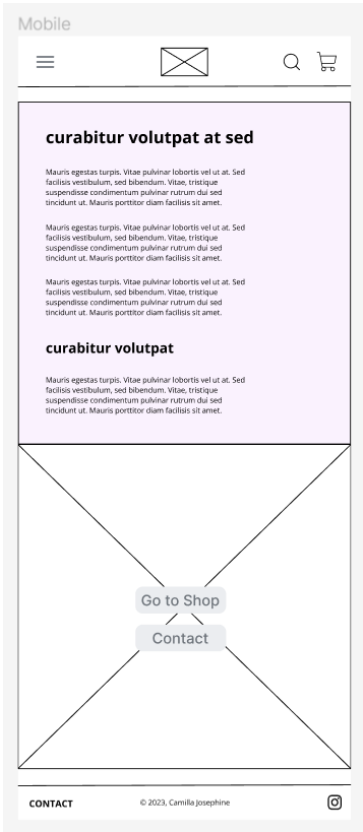 Mobile
curabitur volutpat at sed
Mauris egestas turpis. Vitae pulvinar lobortis vel ut at. Sed
facilisis vestibulum, sed bibendum. Vitae, tristique
suspendisse condimentum pulvinar rutrum dui sed
tincidunt ut. Mauris porttitor diam facilisis sit amet.
Mauris egestas turpis. Vitae pulvinar lobortis vel ut at. Sed
facilisis vestibulum, sed bibendum. Vitae, tristique
suspendisse condimentum pulvinar rutrum dui sed
tincidunt ut. Mauris porttitor diam facilisis sit amet.
Mauris egestas turpis. Vitae pulvinar lobortis vel ut at. Sed
facilisis vestibulum, sed bibendum. Vitae, tristique
suspendisse condimentum pulvinar rutrum dui sed
tincidunt ut. Mauris porttitor diam facilisis sit amet.
curabitur volutpat
Mauris egestas turpis. Vitae pulvinar lobortis vel ut at. Sed
facilisis vestibulum, sed bibendum. Vitae, tristique
suspendisse condimentum pulvinar rutrum dui sed
tincidunt ut. Mauris porttitor diam facilisis sit amet.
Go to Shop
Contact
CONTACT © 2023, Camilla Josephine